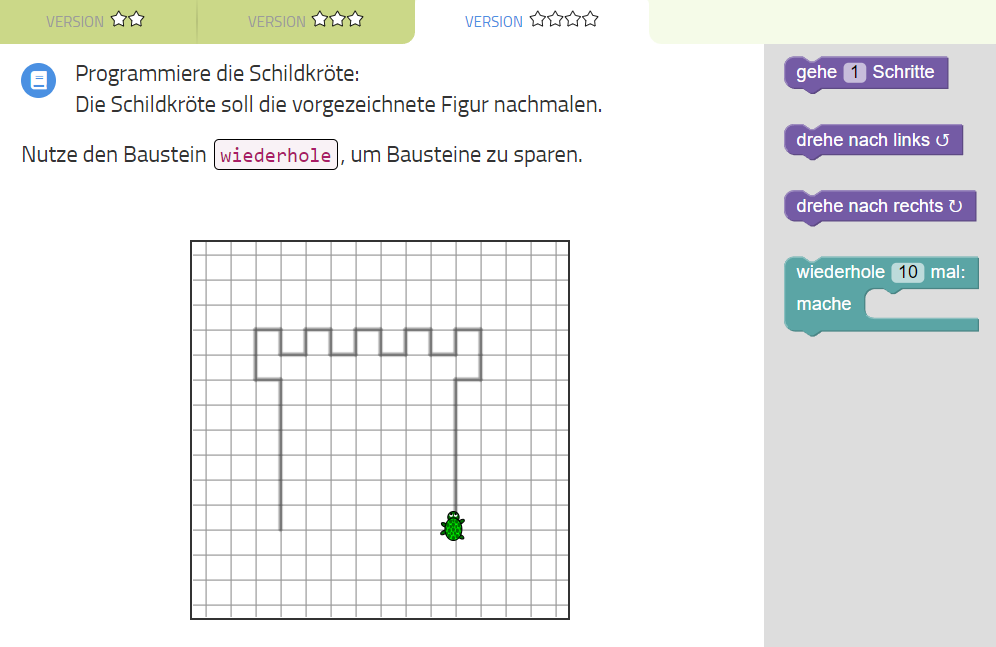 VERSION
VERSION
VERSION
Programmiere die Schildkröte:
Die Schildkröte soll die vorgezeichnete Figur nachmalen.
Nutze den Baustein wiederhole, um Bausteine zu sparen.
gehe 1 Schritte
drehe nach links ↺
drehe nach rechts ↻
wiederhole 10 mal:
mache